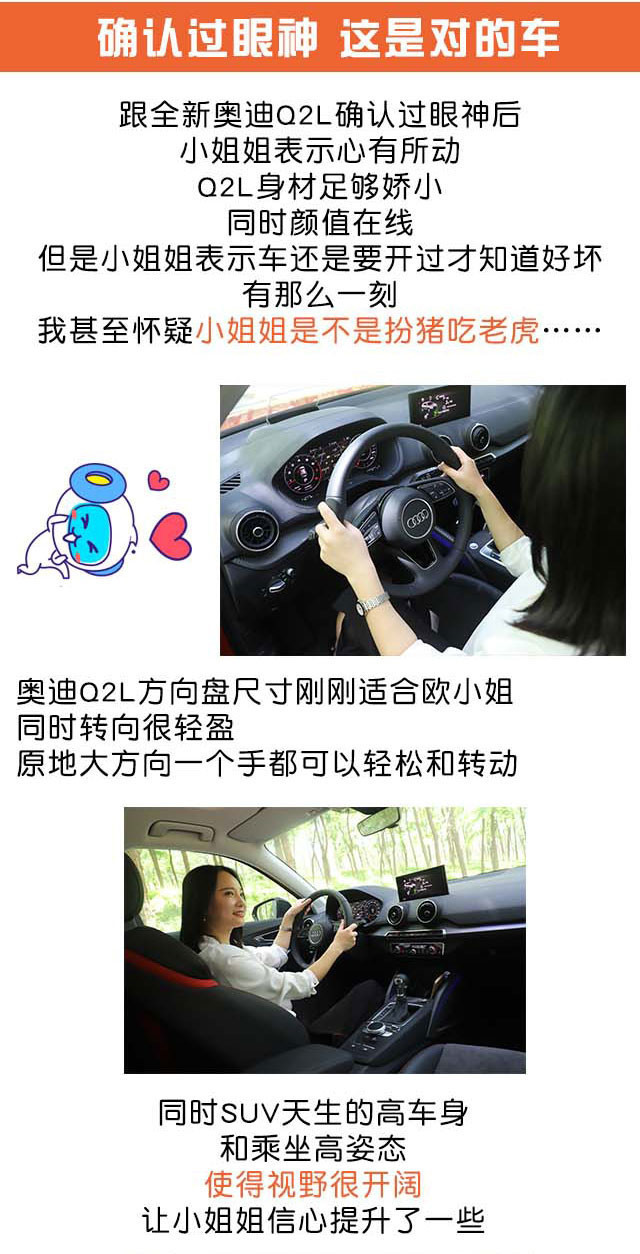 确认过眼神 这是对的车
跟全新奥迪Q2L确认过眼神后
小姐姐表示心有所动
Q2L身材足够娇小
同时颜值在线
但是小姐姐表示车还是要开过才知道好坏
有那么一刻
我甚至怀疑小姐姐是不是扮猪吃老虎……
奥迪Q2L方向盘尺寸刚刚适合欧小姐
同时转向很轻盈
原地大方向一个手都可以轻松和转动
同时SUV天生的高车身
和乘坐高姿态
使得视野很开阔
让小姐姐信心提升了一些